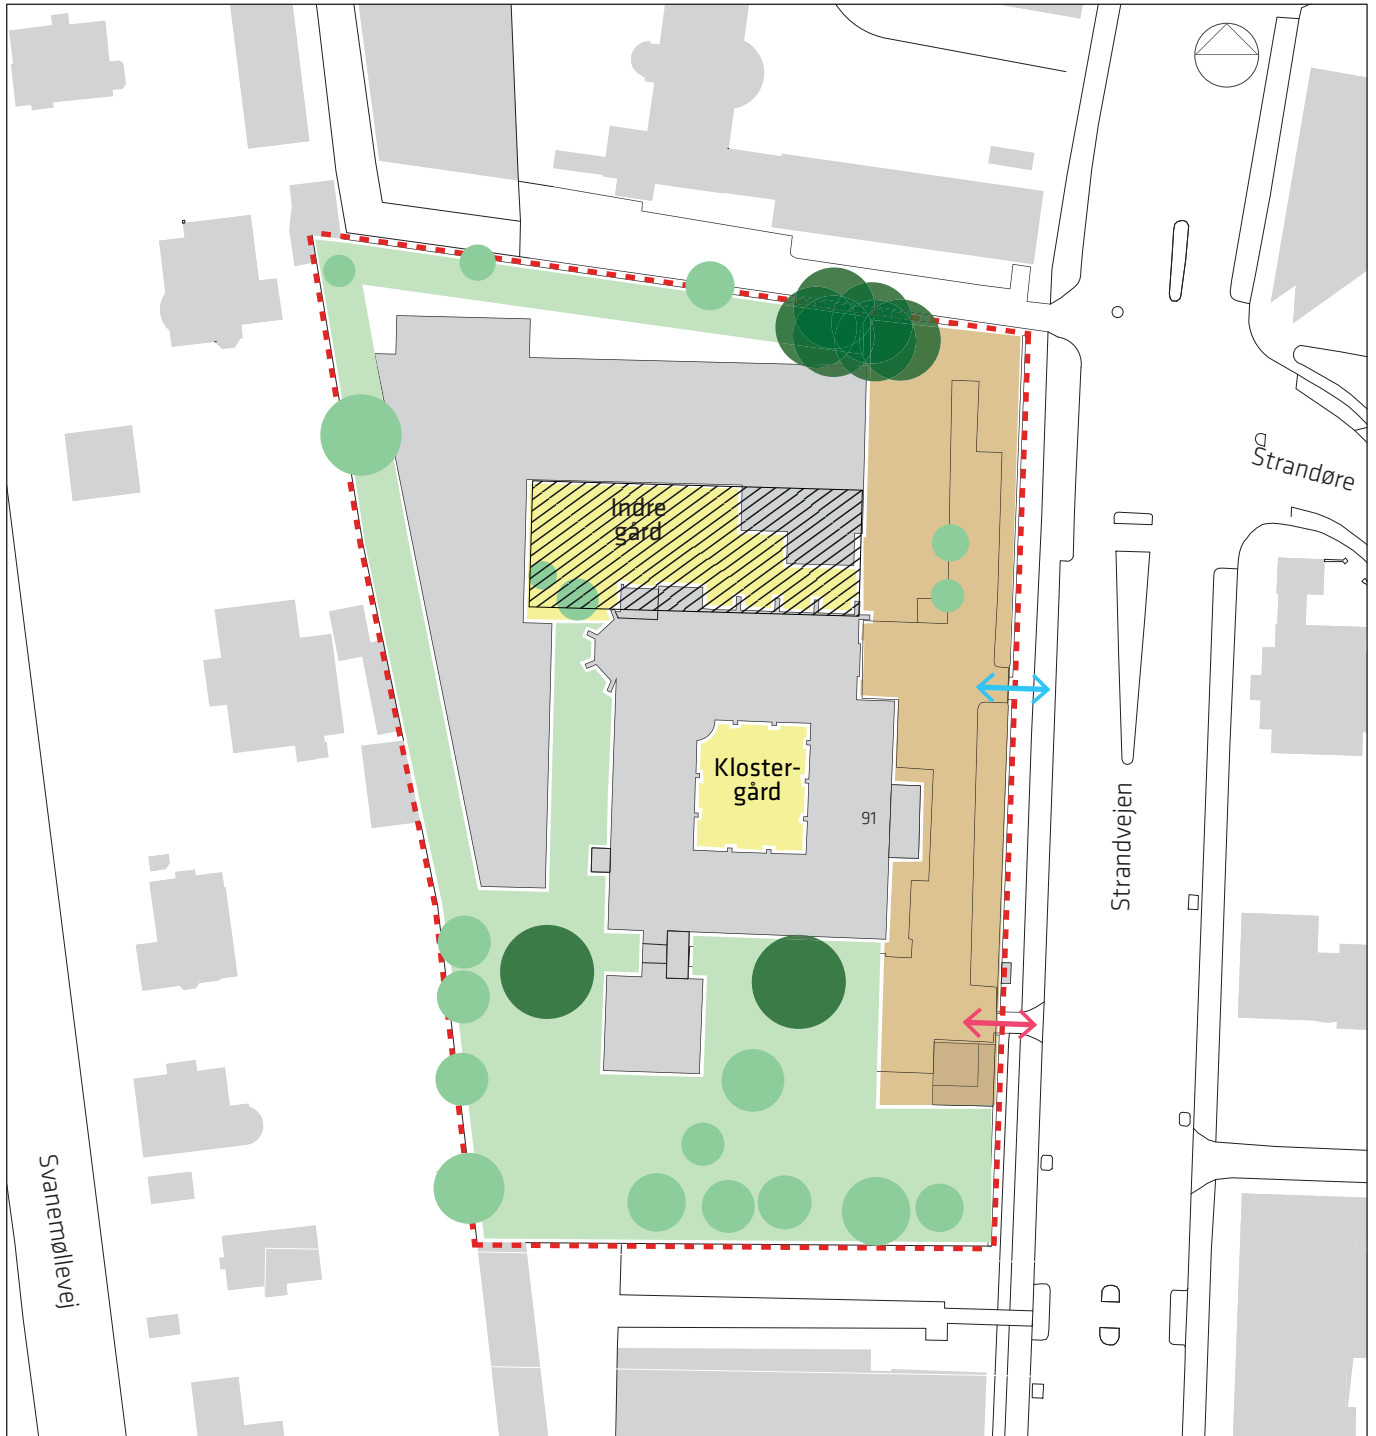 Strandøre
Indre
gård
Kloster-
gård
91
Strandvejen
Svanemøllevej